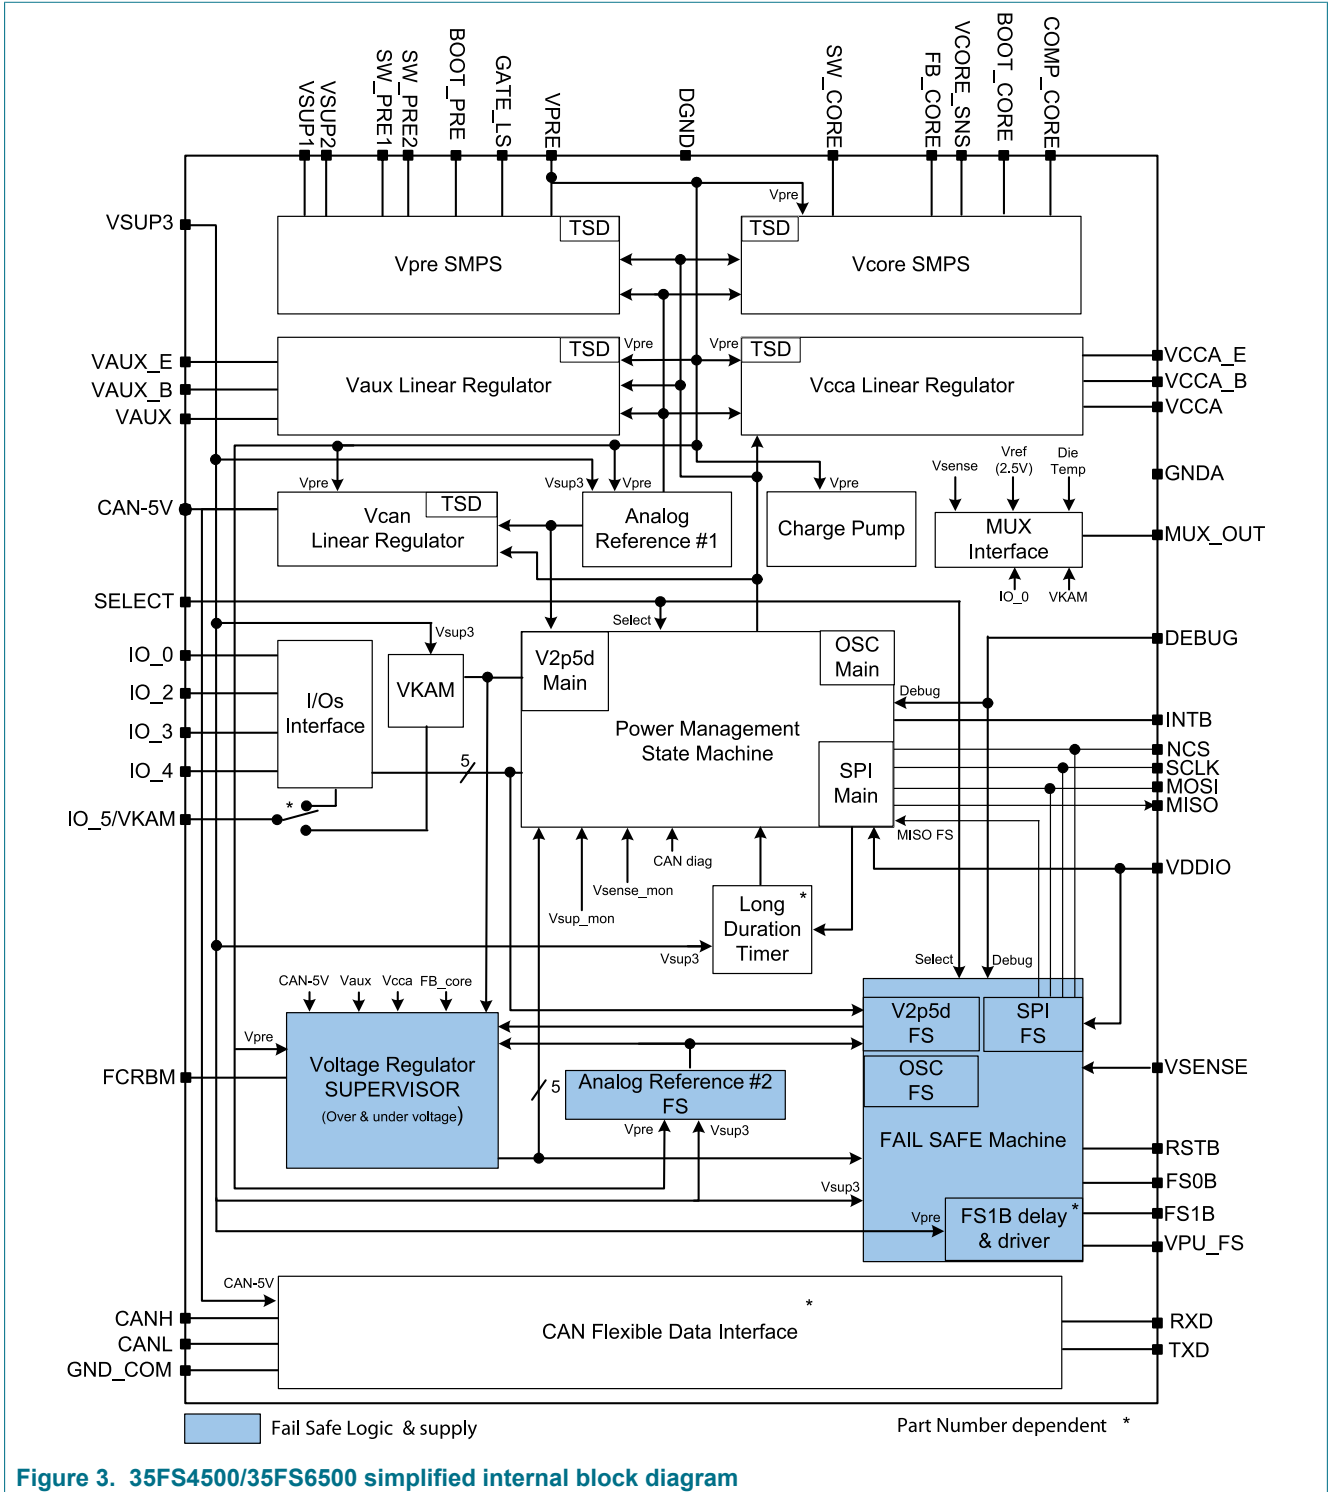 VSUP1
VSUP2
SW_PRE1
SW_PRE2
BOOT_PRE
GATE_LS
VPRE
DGND
SW_CORE
FB_CORE
VCORE_SNS
BOOT_CORE
COMP_CORE
VSUP3
TSD
Vpre SMPS
Vpre
TSD
Vcore SMPS
VAUX_E
VAUX_B
VAUX
TSD
Vpre
Vaux Linear Regulator
Vpre
TSD
Vcca Linear Regulator
VCCA_E
VCCA_B
VCCA
GNDA
CAN-5V
Vpre
TSD
Vcan
Linear Regulator
Vsup3
Vpre
Analog
Reference #1
Vpre
Charge Pump
Vsense
Vref
(2.5V)
Die
Temp
MUX
Interface
IO_0
VKAM
MUX_OUT
SELECT
Select
IO_0
IO_2
IO_3
IO_4
IO_5/VKAM
I/Os
Interface
*
Vsup3
VKAM
5
V2p5d
Main
OSC
Main
Power Management
State Machine
SPI
Main
Debug
MISO FS
DEBUG
INTB
NCS
SCLK
MOSI
MISO
VDDIO
CAN diag
Vsense_mon
Vsup_mon
Long
Duration
Timer
*
Vsup3
Select
Debug
CAN-5V
Vaux
Vcca
FB_core
Vpre
FCRBM
Voltage Regulator
SUPERVISOR
(Over & under voltage)
5
Analog Reference #2
FS
Vpre
Vsup3
V2p5d
FS
SPI
FS
OSC
FS
FAIL SAFE Machine
Vsup3
Vpre
FS1B delay
& driver
*
VSENSE
RSTB
FS0B
FS1B
VPU_FS
CAN-5V
CANH
CANL
GND_COM
CAN Flexible Data Interface
*
RXD
TXD
Fail Safe Logic & supply
Part Number dependent *
Figure 3. 35FS4500/35FS6500 simplified internal block diagram